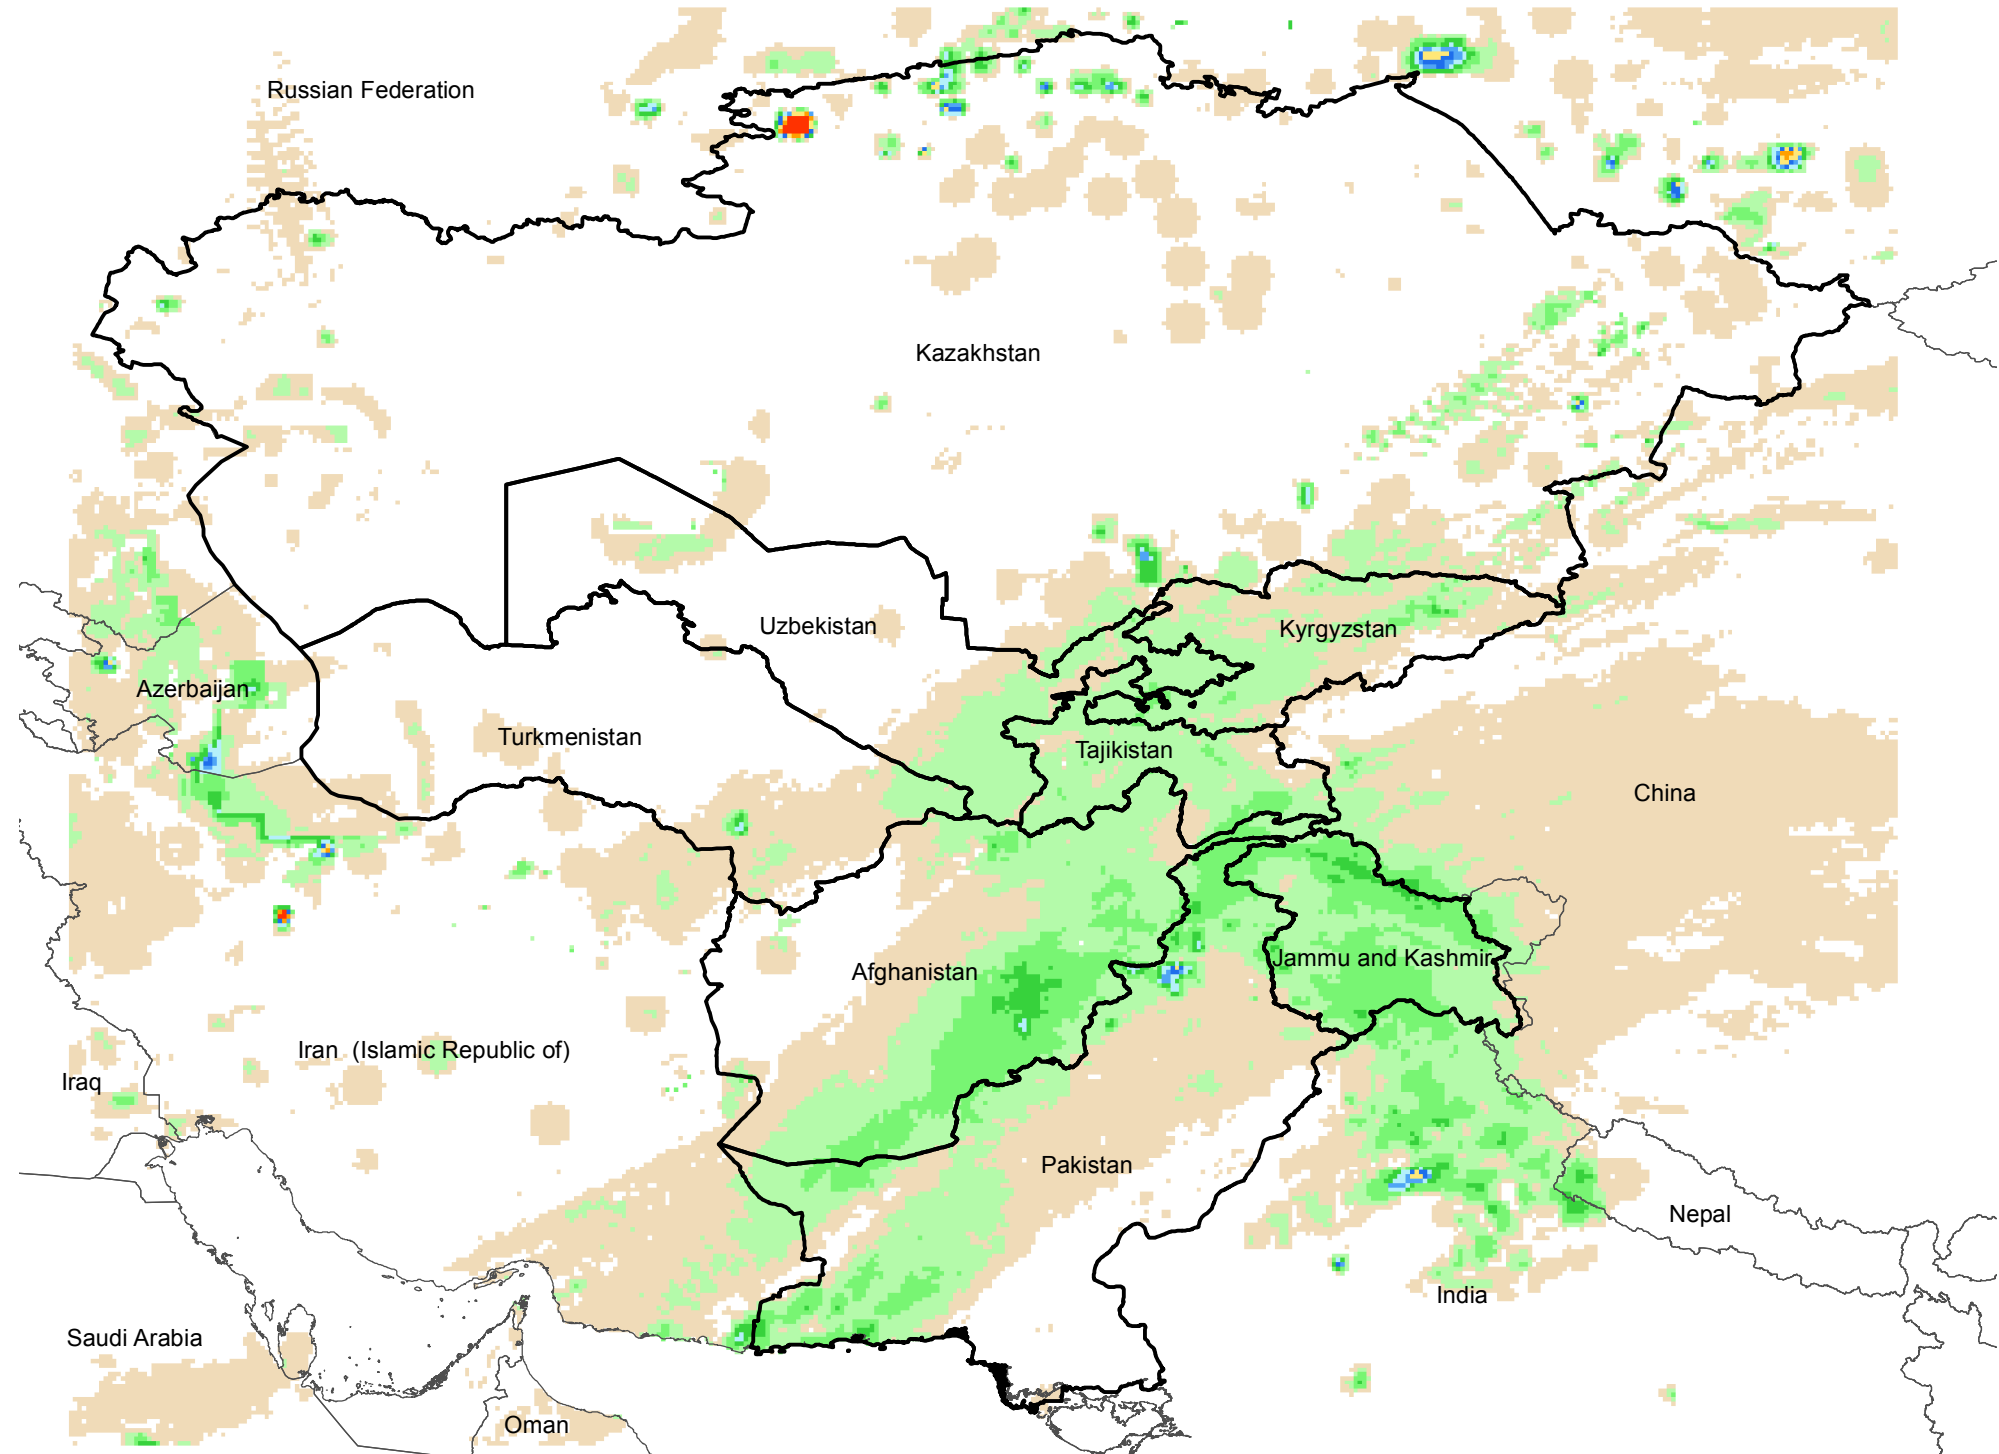 Russian Federation
Kazakhstan
Uzbekistan
Kyrgyzstan
Azerbaijan
Turkmenistan
Tajikistan
China
Afghanistan
Jammu and Kashmir
Iran (Islamic Republic of)
Iraq
Pakistan
Nepal
India
Saudi Arabia
Oman